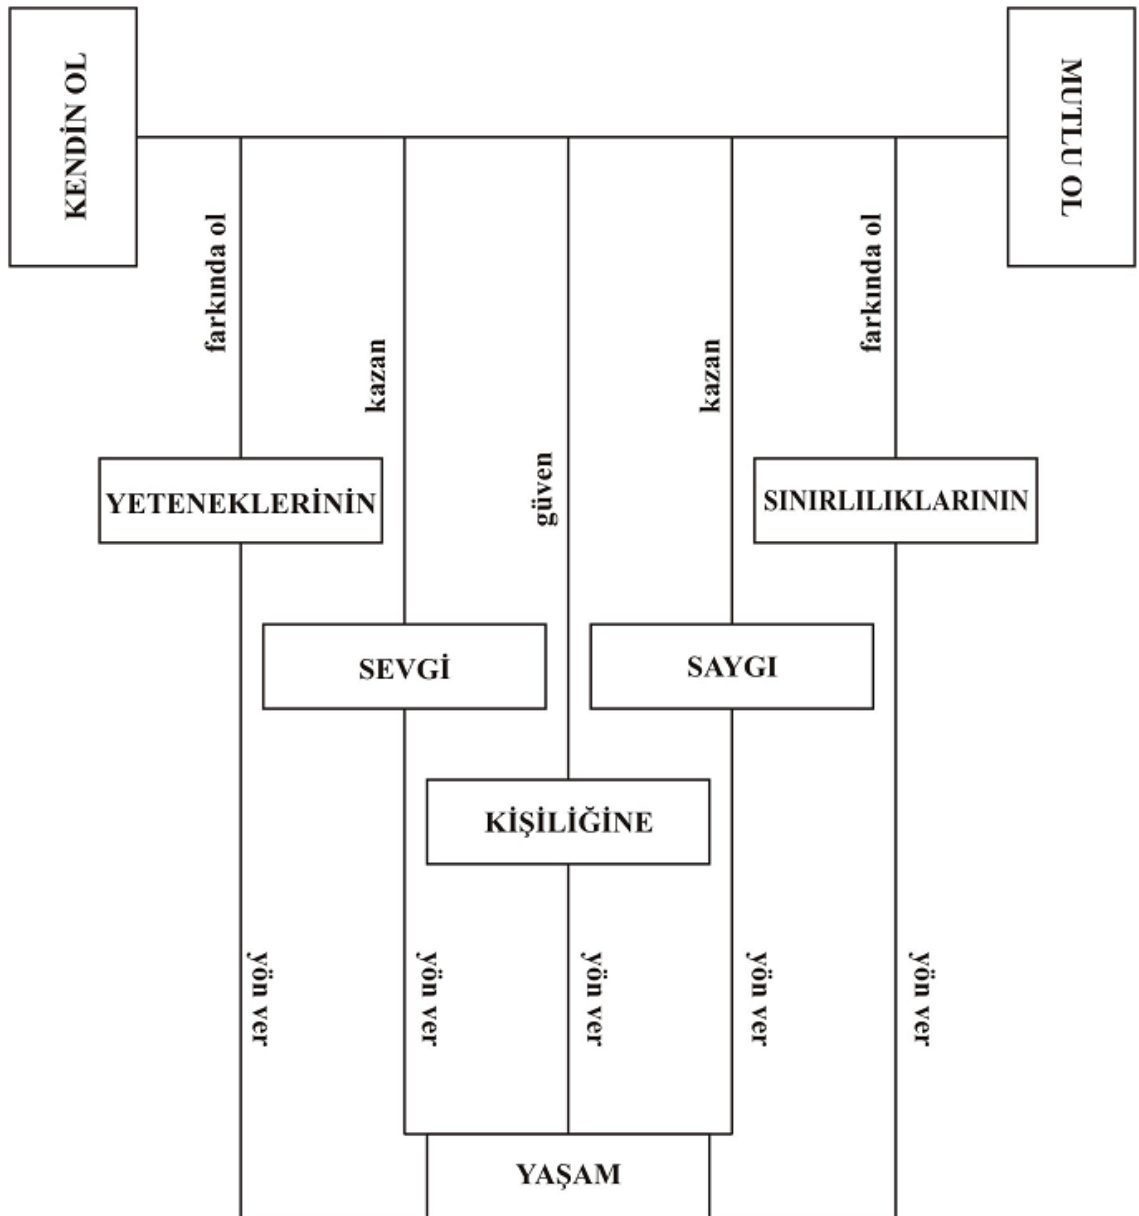 KENDİN OL
MUTLU OL
farkında ol
kazan
güven
kazan
farkında ol
YETENEKLERİNİN
SINIRLILIKLARININ
SEVGİ
SAYGI
KİŞİLİĞİNE
yön ver
yön ver
yön ver
yön ver
yön ver
YAŞAM